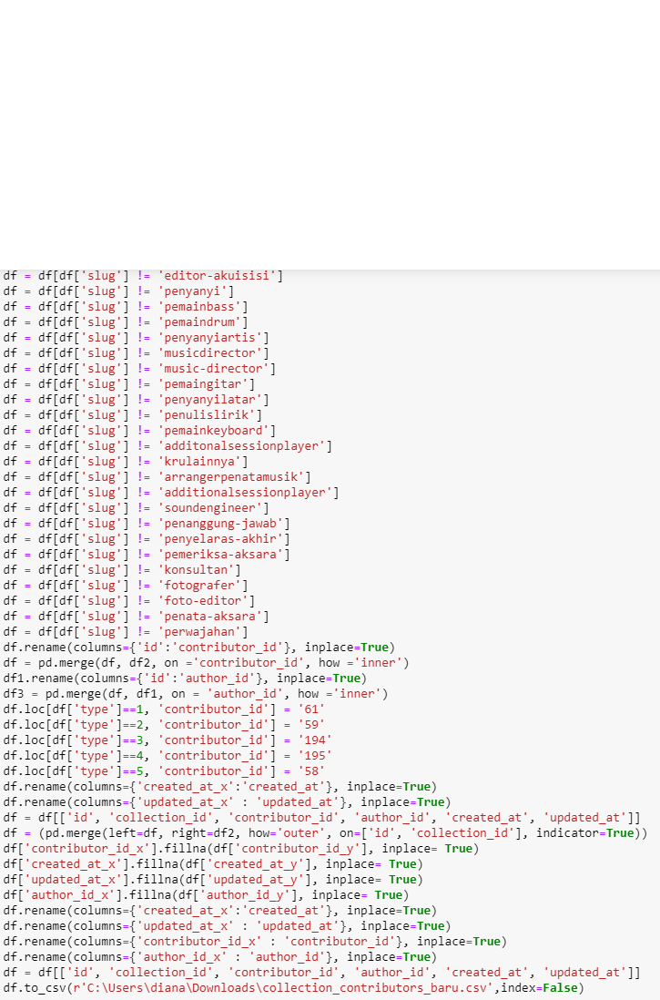 df = df[df['slug'] != 'editor-akuisisi']
df = df[df['slug'] != 'penyanyi']
df = df[df['slug'] != 'pemainbass']
df = df[df['slug'] != 'pemaindrum']
df = df[df['slug'] != 'penyanyiartis']
df = df[df['slug'] != 'musicdirector']
df = df[df['slug'] != 'music-director']
df = df[df['slug'] != 'pemaingitar']
df = df[df['slug'] != 'penyanyilatar']
df = df[df['slug'] != 'penulislirik']
df = df[df['slug'] != 'pemainkeyboard']
df = df[df['slug'] != 'additonalsessionplayer']
df = df[df['slug'] != 'krulainnya']
df = df[df['slug'] != 'arrangerpenatamusik']
df = df[df['slug'] != 'additionalsessionplayer']
df = df[df['slug'] != 'soundengineer']
df = df[df['slug'] != 'penanggung-jawab']
df = df[df['slug'] != 'penyelaras-akhir']
df = df[df['slug'] != 'pemeriksa-aksara']
df = df[df['slug'] != 'konsultan']
df = df[df['slug'] != 'fotografer']
df = df[df['slug'] != 'foto-editor']
df = df[df['slug'] != 'penata-aksara']
df = df[df['slug'] != 'perwajahan']
df.rename(columns={'id':'contributor_id'}, inplace=True)
df = pd.merge(df, df2, on ='contributor_id', how ='inner')
df1.rename(columns={'id':'author_id'}, inplace=True)
df3 = pd.merge(df, df1, on = 'author_id', how ='inner')
df.loc[df['type']==1, 'contributor_id'] = '61'
df.loc[df['type']==2, 'contributor_id'] = '59'
df.loc[df['type']==3, 'contributor_id'] = '194'
df.loc[df['type']==4, 'contributor_id'] = '195'
df.loc[df['type']==5, 'contributor_id'] = '58'
df.rename(columns={'created_at_x':'created_at'}, inplace=True)
df.rename(columns={'updated_at_x' : 'updated_at'}, inplace=True)
df = df[['id', 'collection_id', 'contributor_id', 'author_id', 'created_at', 'updated_at']]
df = (pd.merge(left=df, right=df2, how='outer', on=['id', 'collection_id'], indicator=True))
df['contributor_id_x'].fillna(df['contributor_id_y'], inplace= True)
df['created_at_x'].fillna(df['created_at_y'], inplace= True)
df['updated_at_x'].fillna(df['updated_at_y'], inplace= True)
df['author_id_x'].fillna(df['author_id_y'], inplace= True)
df.rename(columns={'created_at_x':'created_at'}, inplace=True)
df.rename(columns={'updated_at_x' : 'updated_at'}, inplace=True)
df.rename(columns={'contributor_id_x' : 'contributor_id'}, inplace=True)
df.rename(columns={'author_id_x' : 'author_id'}, inplace=True)
df = df[['id', 'collection_id', 'contributor_id', 'author_id', 'created_at', 'updated_at']]
df.to_csv(r'C:\Users\diana\Downloads\collection_contributors_baru.csv',index=False)